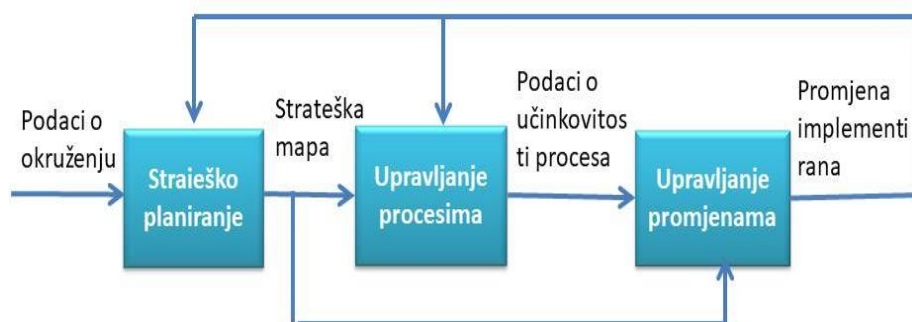 Podaci o
okruženju
Straieško
planiranje
Strateška
mapa
Upravljanje
procesima
Podaci o
učinkovitos
ti procesa
Upravljanje
promjenama
Promjena
implementi
rana